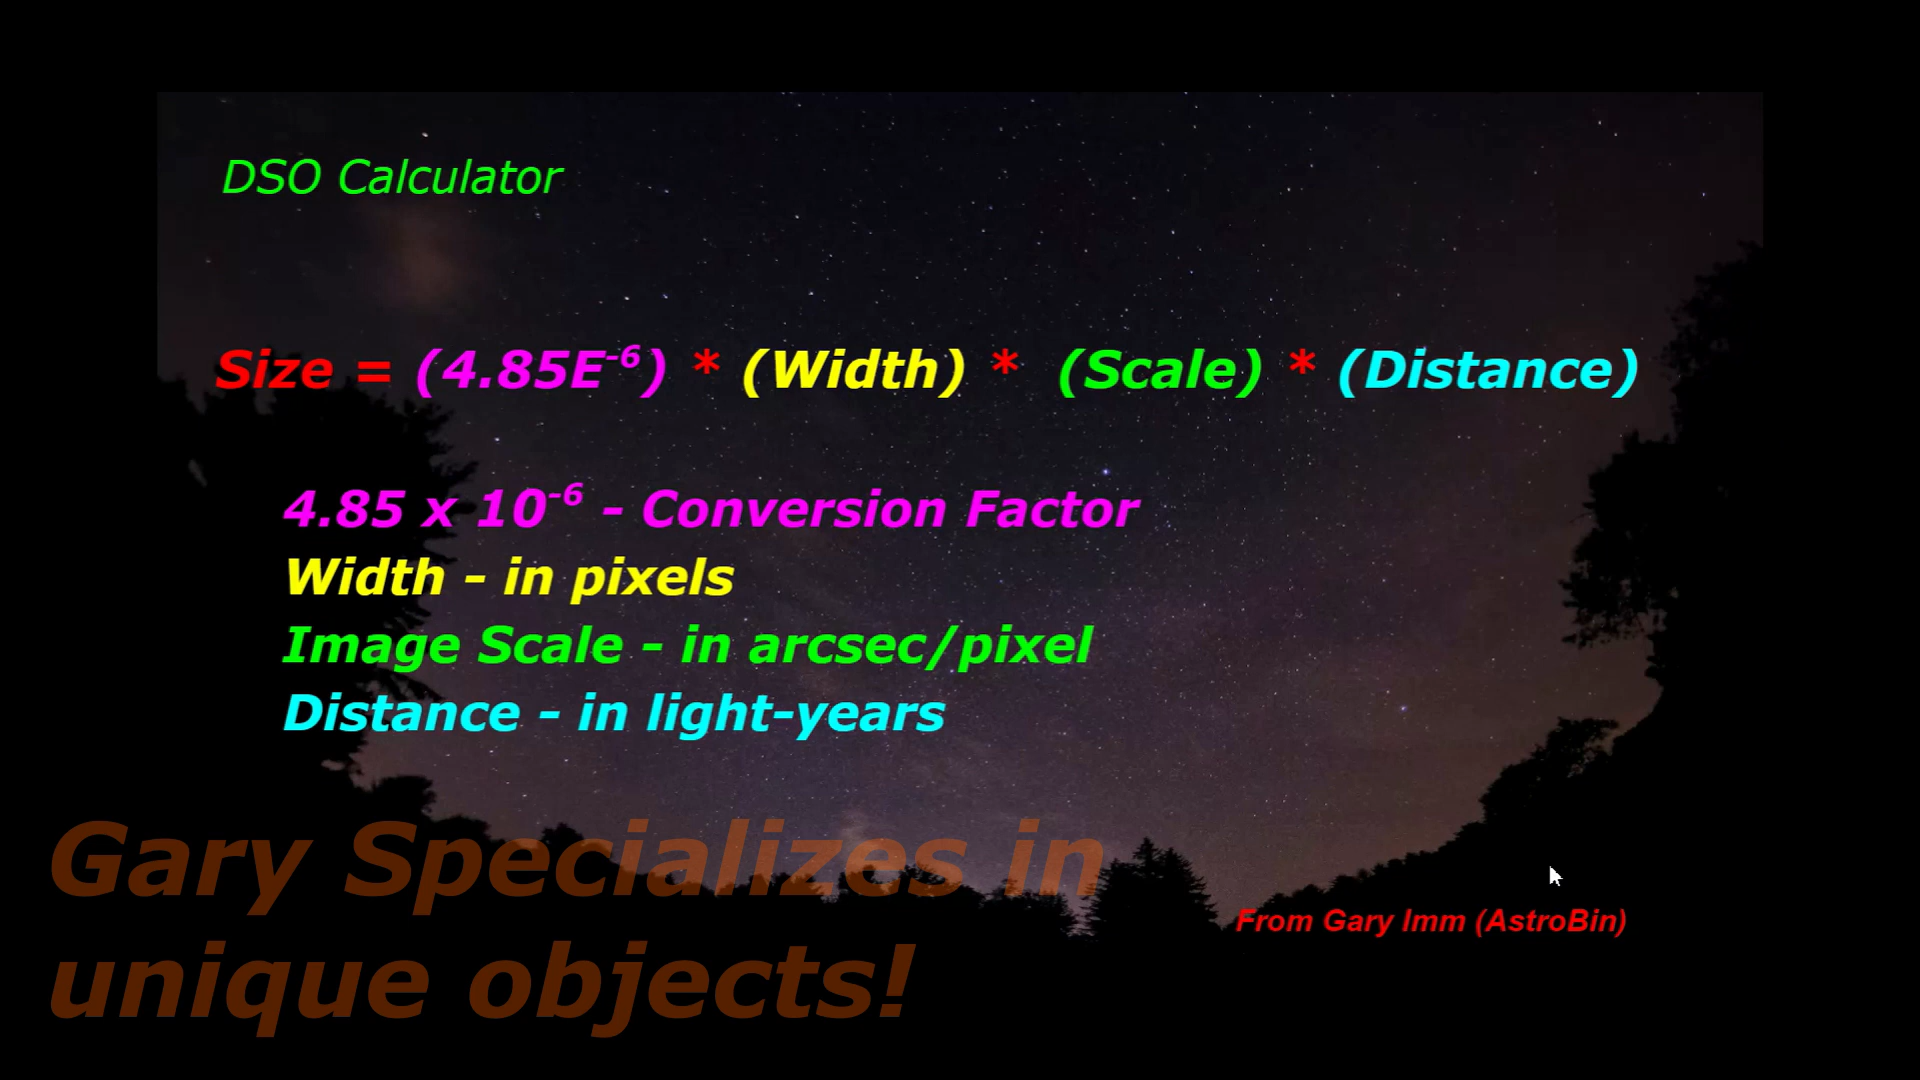 DSO Calculator
Size = (4.85E⁻⁶) * (Width) * (Scale) * (Distance)
4.85 x 10⁻⁶ - Conversion Factor
Width - in pixels
Image Scale - in arcsec/pixel
Distance - in light-years
Gary Specializes in
unique objects!
From Gary Imm (AstroBin)